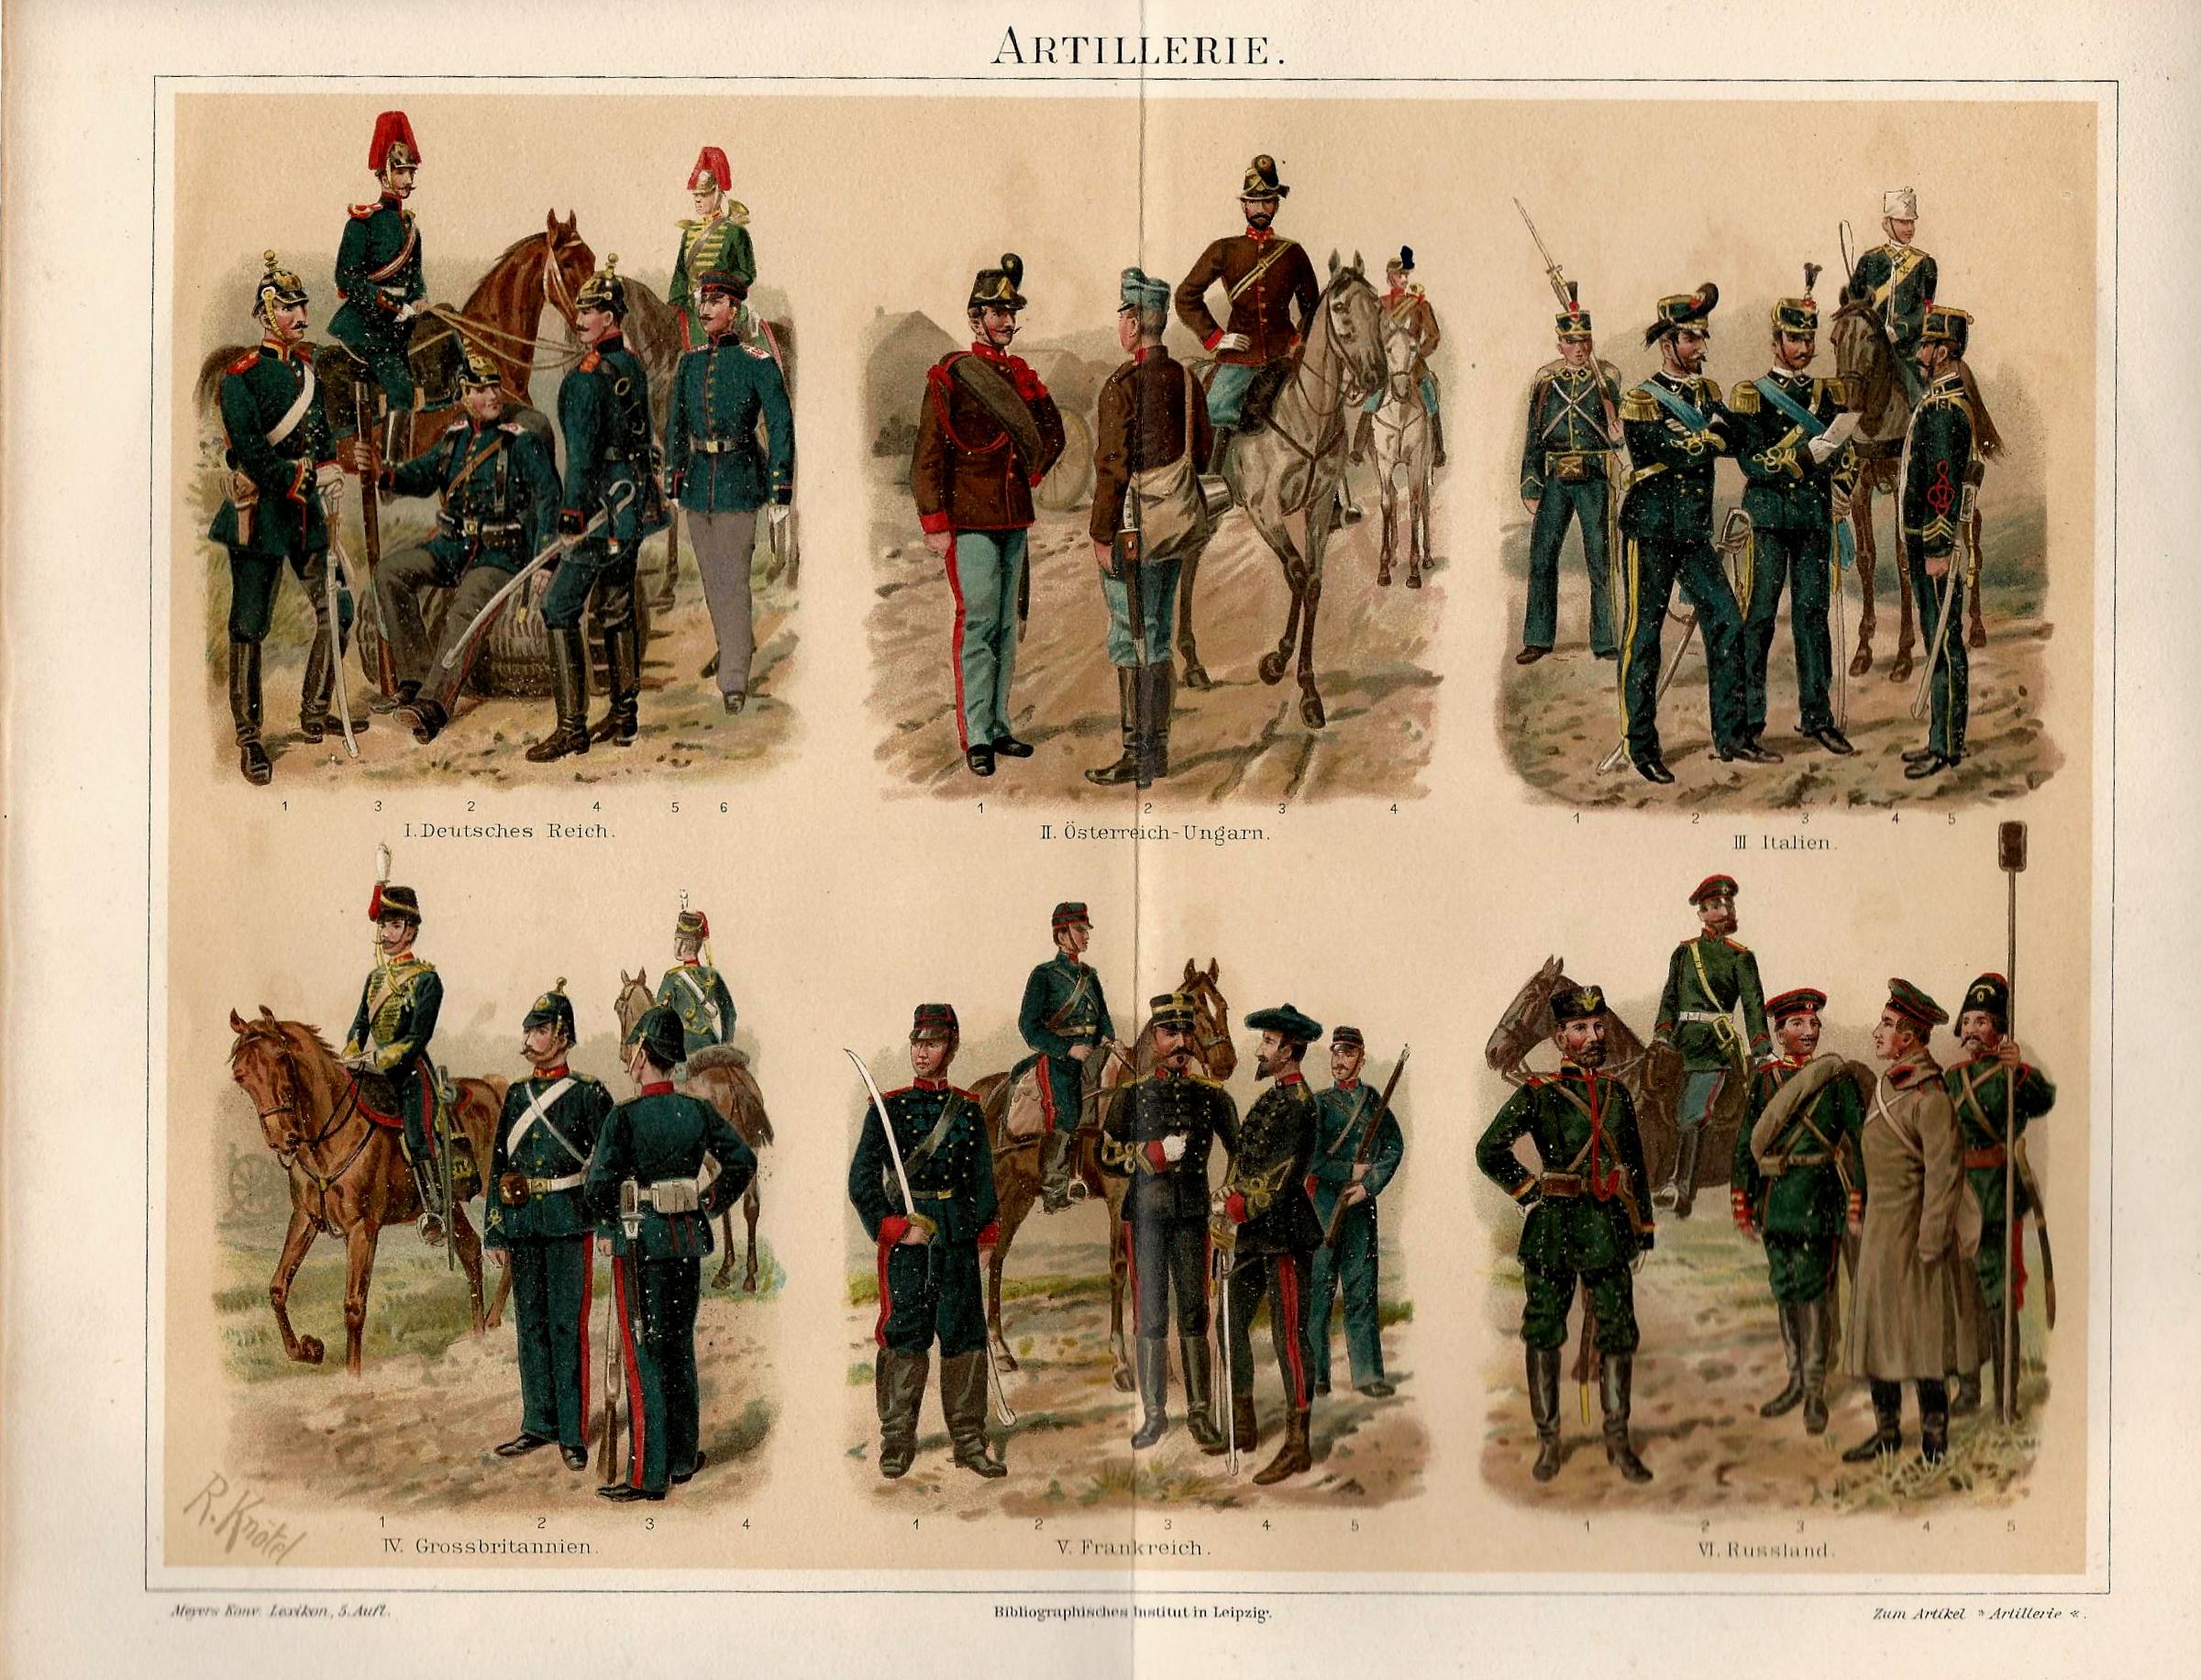 ARTILLERIE.
1 3 2 4 5 6
I. Deutsches Reich.
1 2 3 4
II. Österreich-Ungarn.
1 2 3 4 5
III Italien.
R. Knötel
1 2 3 4
IV. Grossbritannien.
1 2 3 4 5
V. Frankreich.
1 2 3 4 5
VI. Russland.
Meyers Konv. Lexikon, 5. Aufl.
Bibliographisches Institut in Leipzig.
Zum Artikel » Artillerie «.